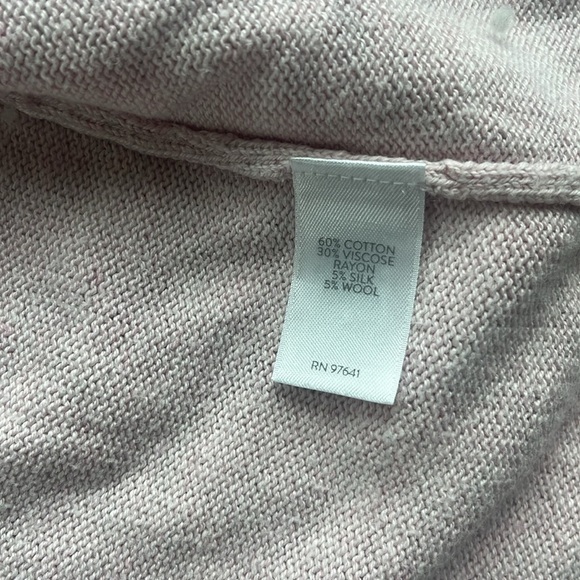 60% COTTON
30% VISCOSE
RAYON
5% SILK
5% WOOL
RN 97641